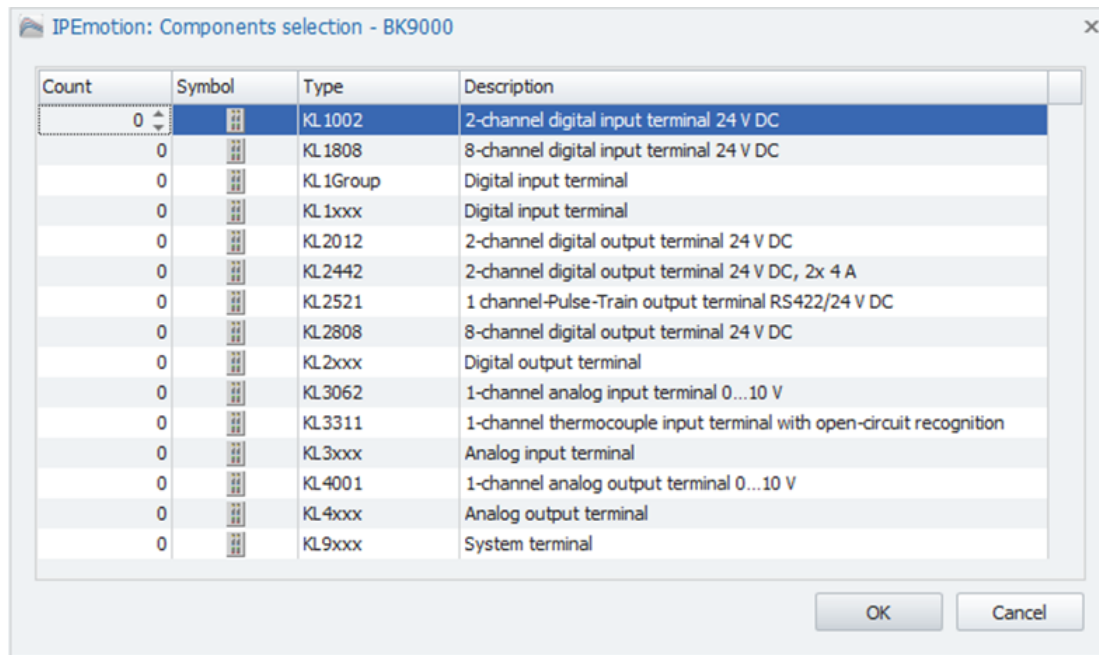 IPEmotion: Components selection - BK9000
Count Symbol Type Description
0 KL1002 2-channel digital input terminal 24 V DC
0 KL1808 8-channel digital input terminal 24 V DC
0 KL1Group Digital input terminal
0 KL1xxx Digital input terminal
0 KL2012 2-channel digital output terminal 24 V DC
0 KL2442 2-channel digital output terminal 24 V DC, 2x 4 A
0 KL2521 1 channel-Pulse-Train output terminal RS422/24 V DC
0 KL2808 8-channel digital output terminal 24 V DC
0 KL2xxx Digital output terminal
0 KL3062 1-channel analog input terminal 0...10 V
0 KL3311 1-channel thermocouple input terminal with open-circuit recognition
0 KL3xxx Analog input terminal
0 KL4001 1-channel analog output terminal 0...10 V
0 KL4xxx Analog output terminal
0 KL9xxx System terminal
OK Cancel